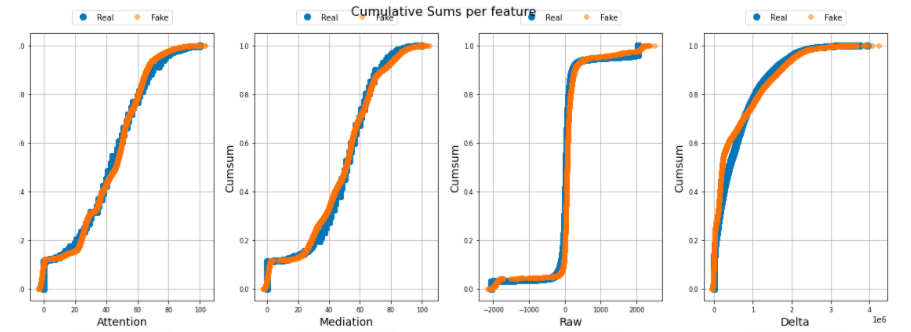 Cumulative Sums per feature
Real Fake Real Fake Real Fake Real Fake
.0 1.0 1.0 1.0
.8 0.8 0.8 0.8
.6 0.6 0.6 0.6
.4 0.4 0.4 0.4
.2 0.2 0.2 0.2
.0 0.0 0.0 0.0
Cumsum Cumsum Cumsum
0 20 40 60 80 100 0 20 40 60 80 100 −2000 −1000 0 1000 2000 0 1 2 3 4
1e6
Attention Mediation Raw Delta